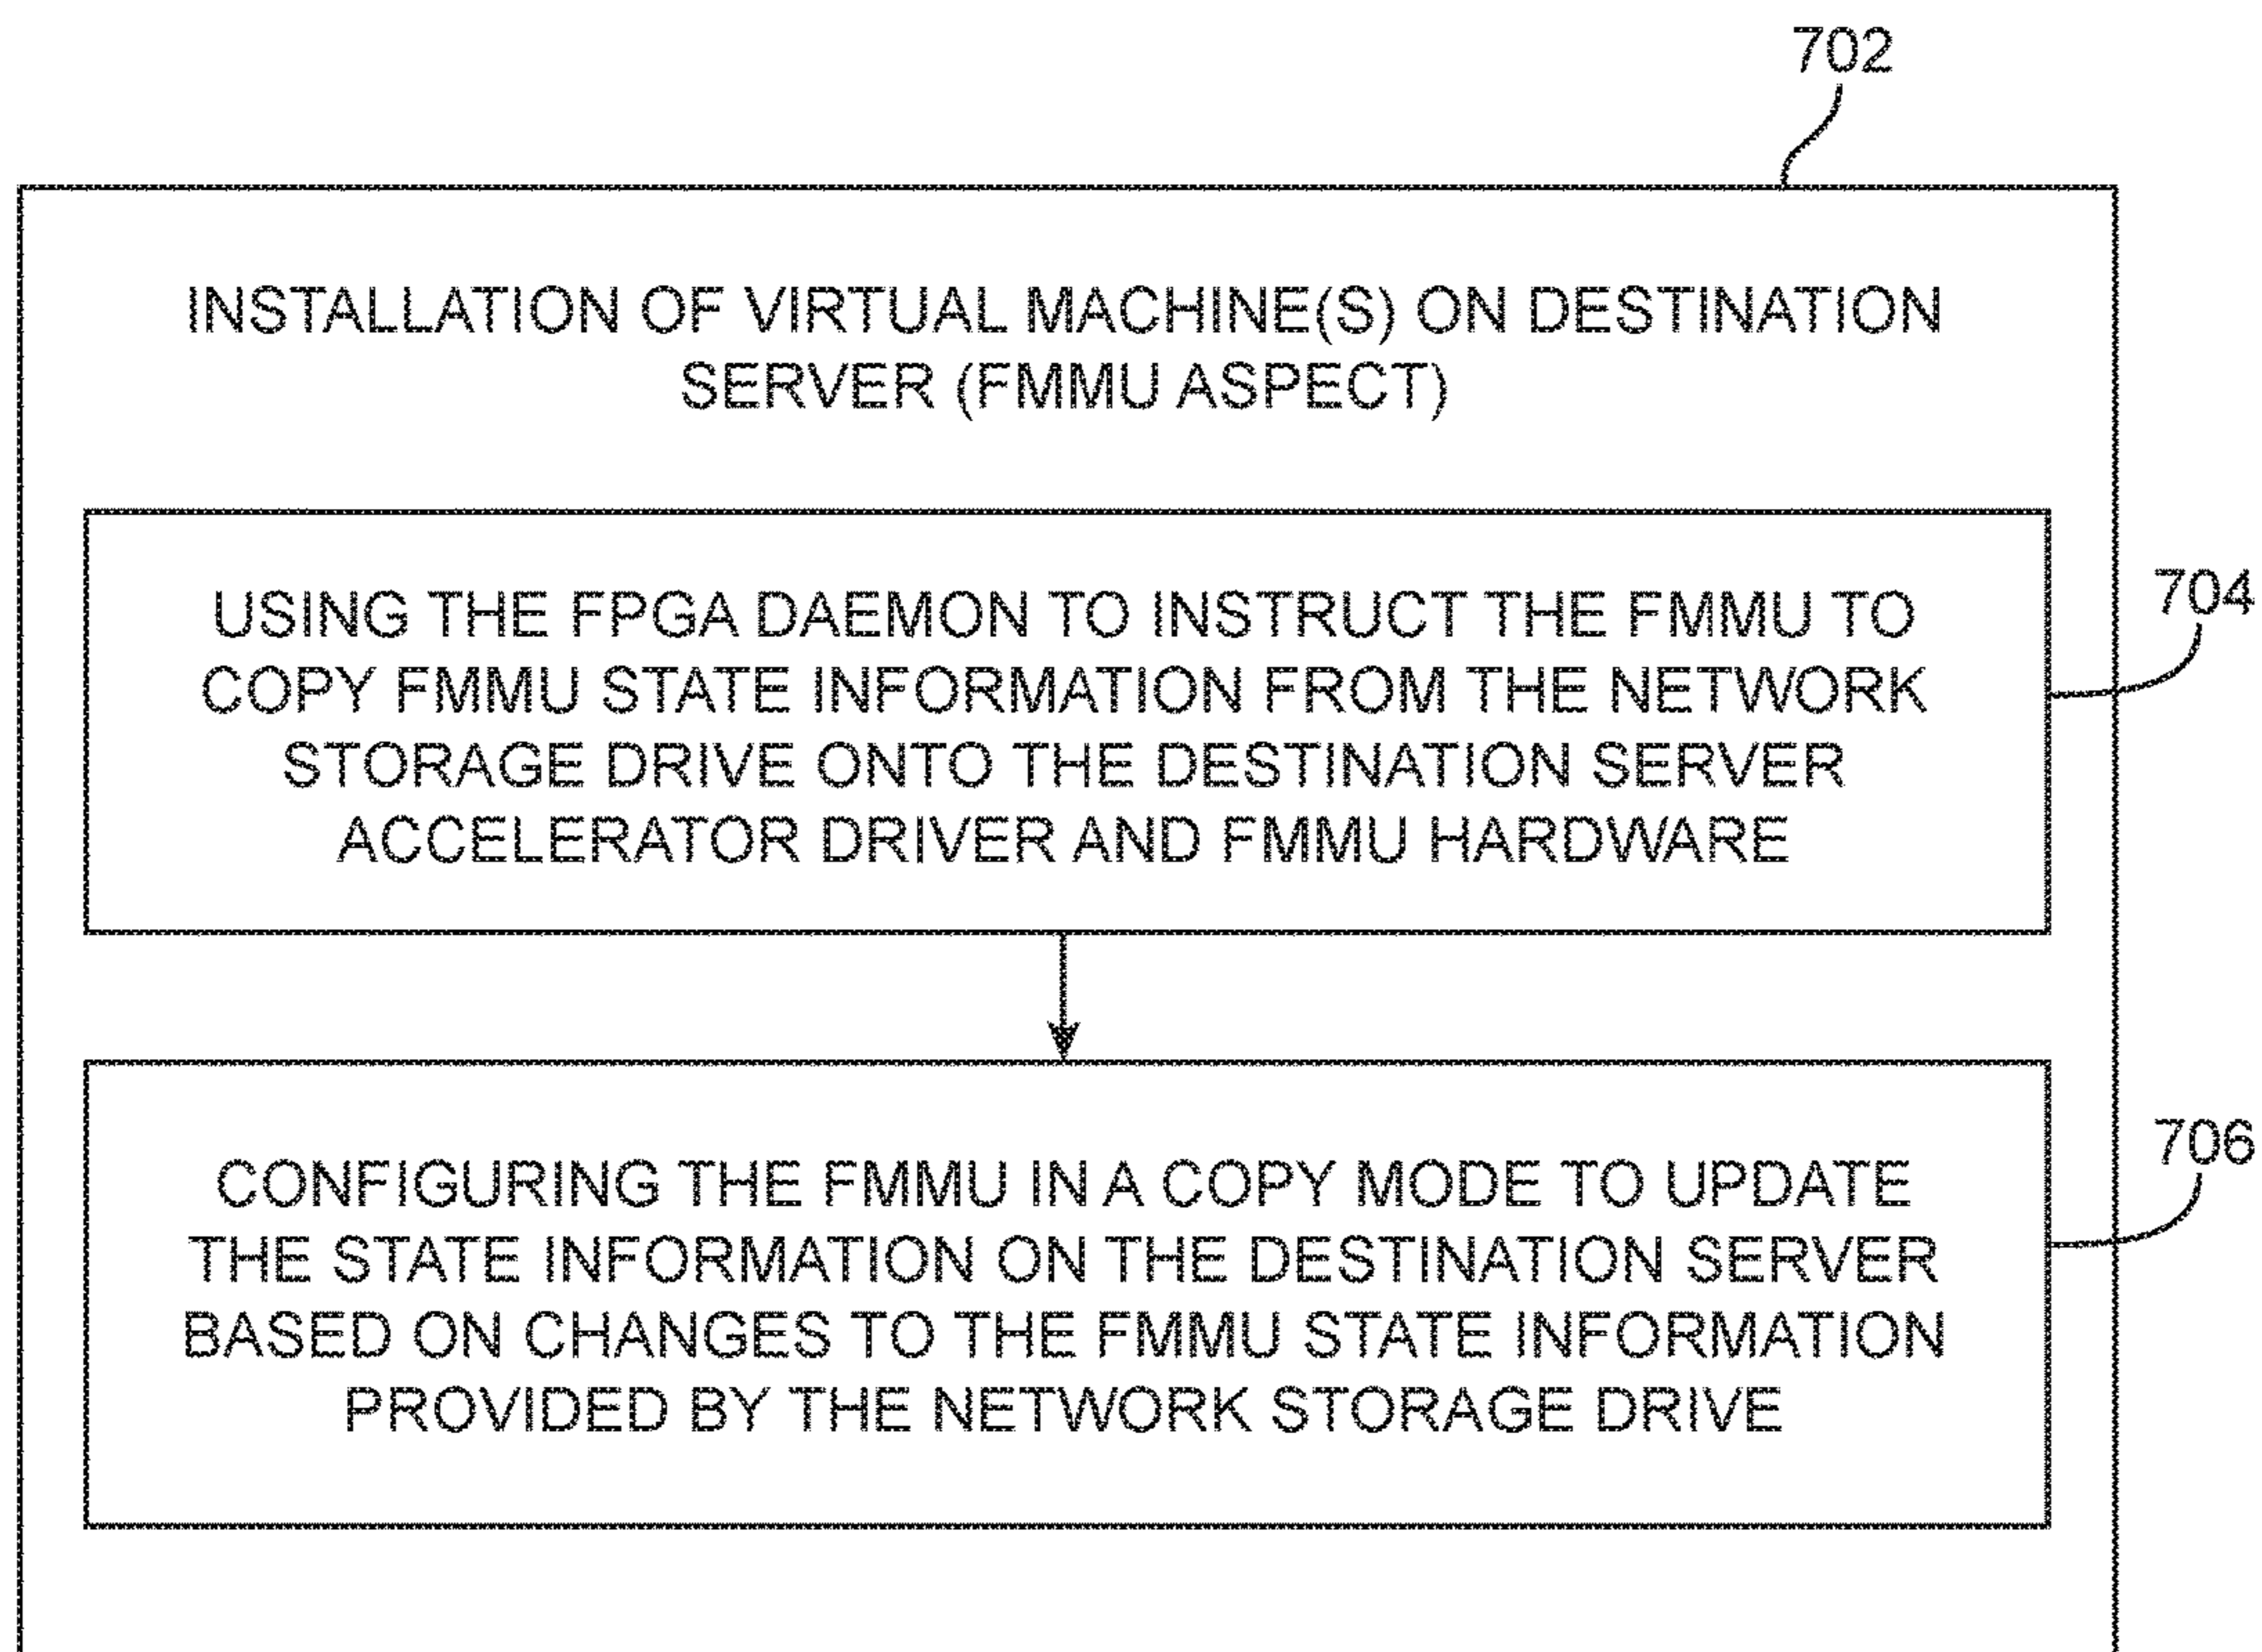 702
INSTALLATION OF VIRTUAL MACHINE(S) ON DESTINATION
SERVER (FMMU ASPECT)
USING THE FPGA DAEMON TO INSTRUCT THE FMMU TO
COPY FMMU STATE INFORMATION FROM THE NETWORK
STORAGE DRIVE ONTO THE DESTINATION SERVER
ACCELERATOR DRIVER AND FMMU HARDWARE
704
CONFIGURING THE FMMU IN A COPY MODE TO UPDATE
THE STATE INFORMATION ON THE DESTINATION SERVER
BASED ON CHANGES TO THE FMMU STATE INFORMATION
PROVIDED BY THE NETWORK STORAGE DRIVE
706